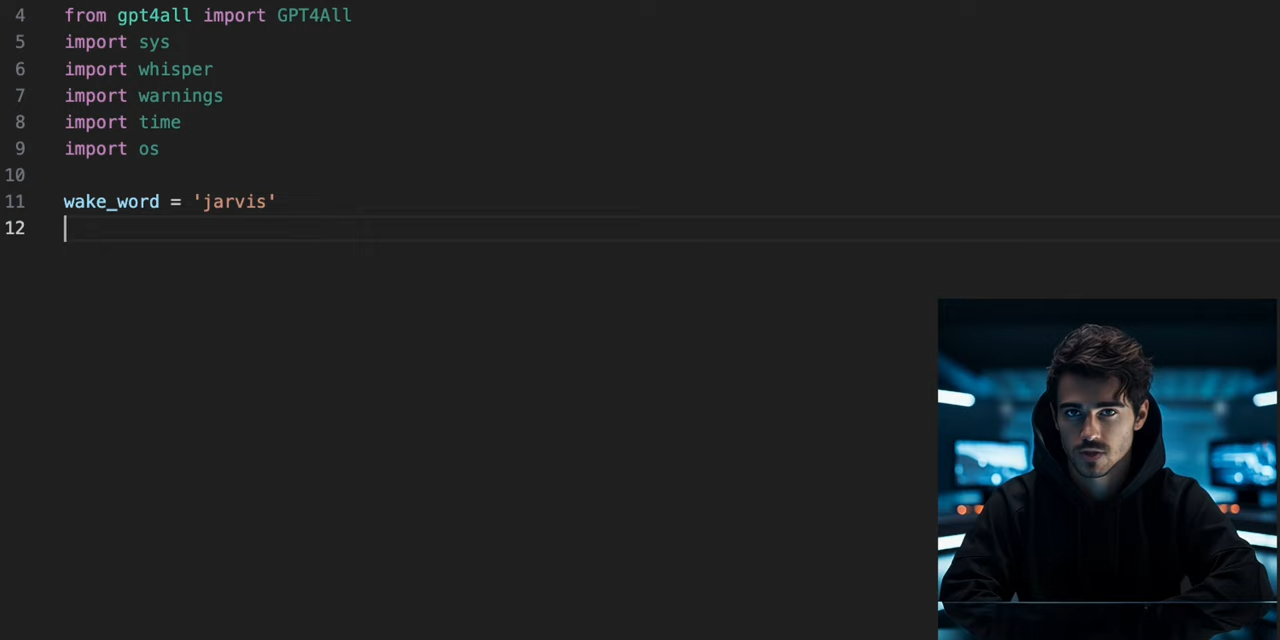 4 from gpt4all import GPT4All
5 import sys
6 import whisper
7 import warnings
8 import time
9 import os
10
11 wake_word = 'jarvis'
12